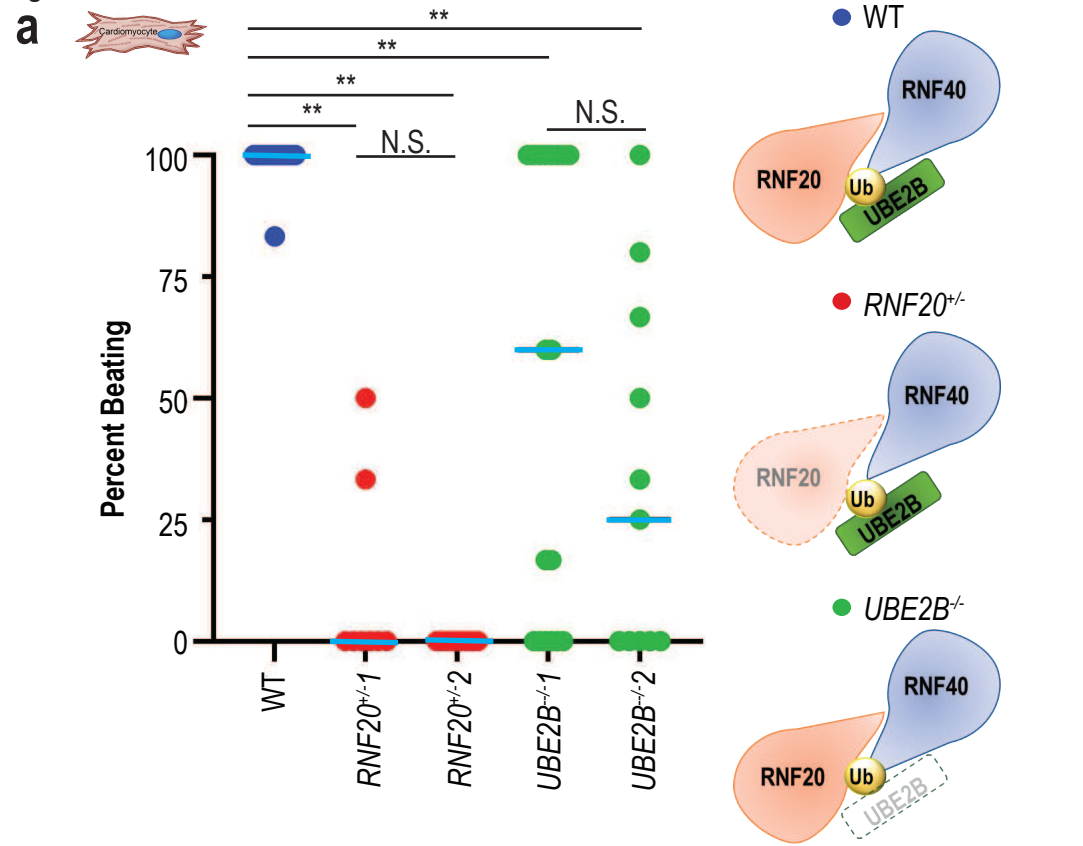 a
Cardiomyocyte
**
**
**
**
N.S.
N.S.
100
75
50
25
0
Percent Beating
WT
RNF20+/-1
RNF20+/-2
UBE2B-/-1
UBE2B-/-2
WT
RNF40
RNF20
Ub
UBE2B
RNF20+/-
RNF40
RNF20
Ub
UBE2B
UBE2B-/-
RNF40
RNF20
Ub
UBE2B